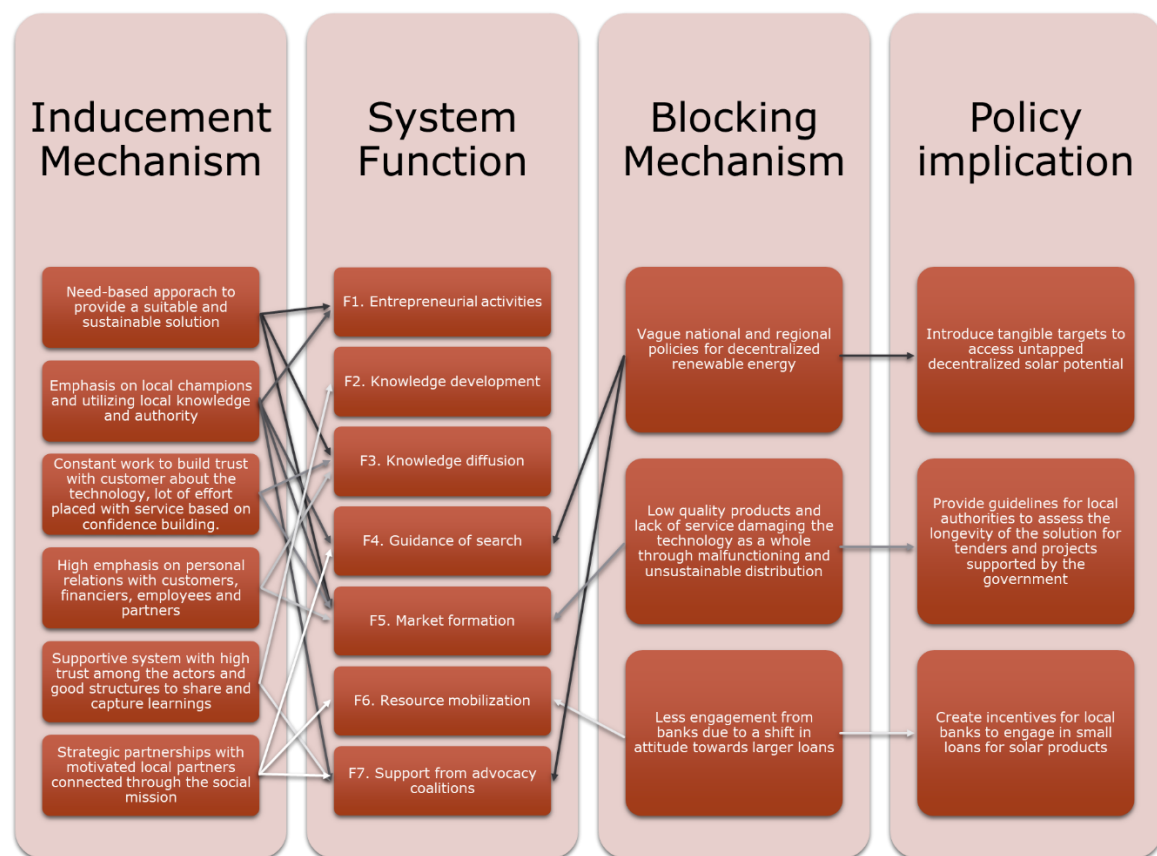 Inducement
Mechanism
Need-based apporach to
provide a suitable and
sustainable solution
Emphasis on local champions
and utilizing local knowledge
and authority
Constant work to build trust
with customer about the
technology, lot of effort
placed with service based on
confidence building.
High emphasis on personal
relations with customers,
financiers, employees and
partners
Supportive system with high
trust among the actors and
good structures to share and
capture learnings
Strategic partnerships with
motivated local partners
connected through the social
mission
System
Function
F1. Entrepreneurial activities
F2. Knowledge development
F3. Knowledge diffusion
F4. Guidance of search
F5. Market formation
F6. Resource mobilization
F7. Support from advocacy
coalitions
Blocking
Mechanism
Vague national and regional
policies for decentralized
renewable energy
Low quality products and
lack of service damaging the
technology as a whole
through malfunctioning and
unsustainable distribution
Less engagement from
banks due to a shift in
attitude towards larger loans
Policy
implication
Introduce tangible targets to
access untapped
decentralized solar potential
Provide guidelines for local
authorities to assess the
longevity of the solution for
tenders and projects
supported by the
government
Create incentives for local
banks to engage in small
loans for solar products